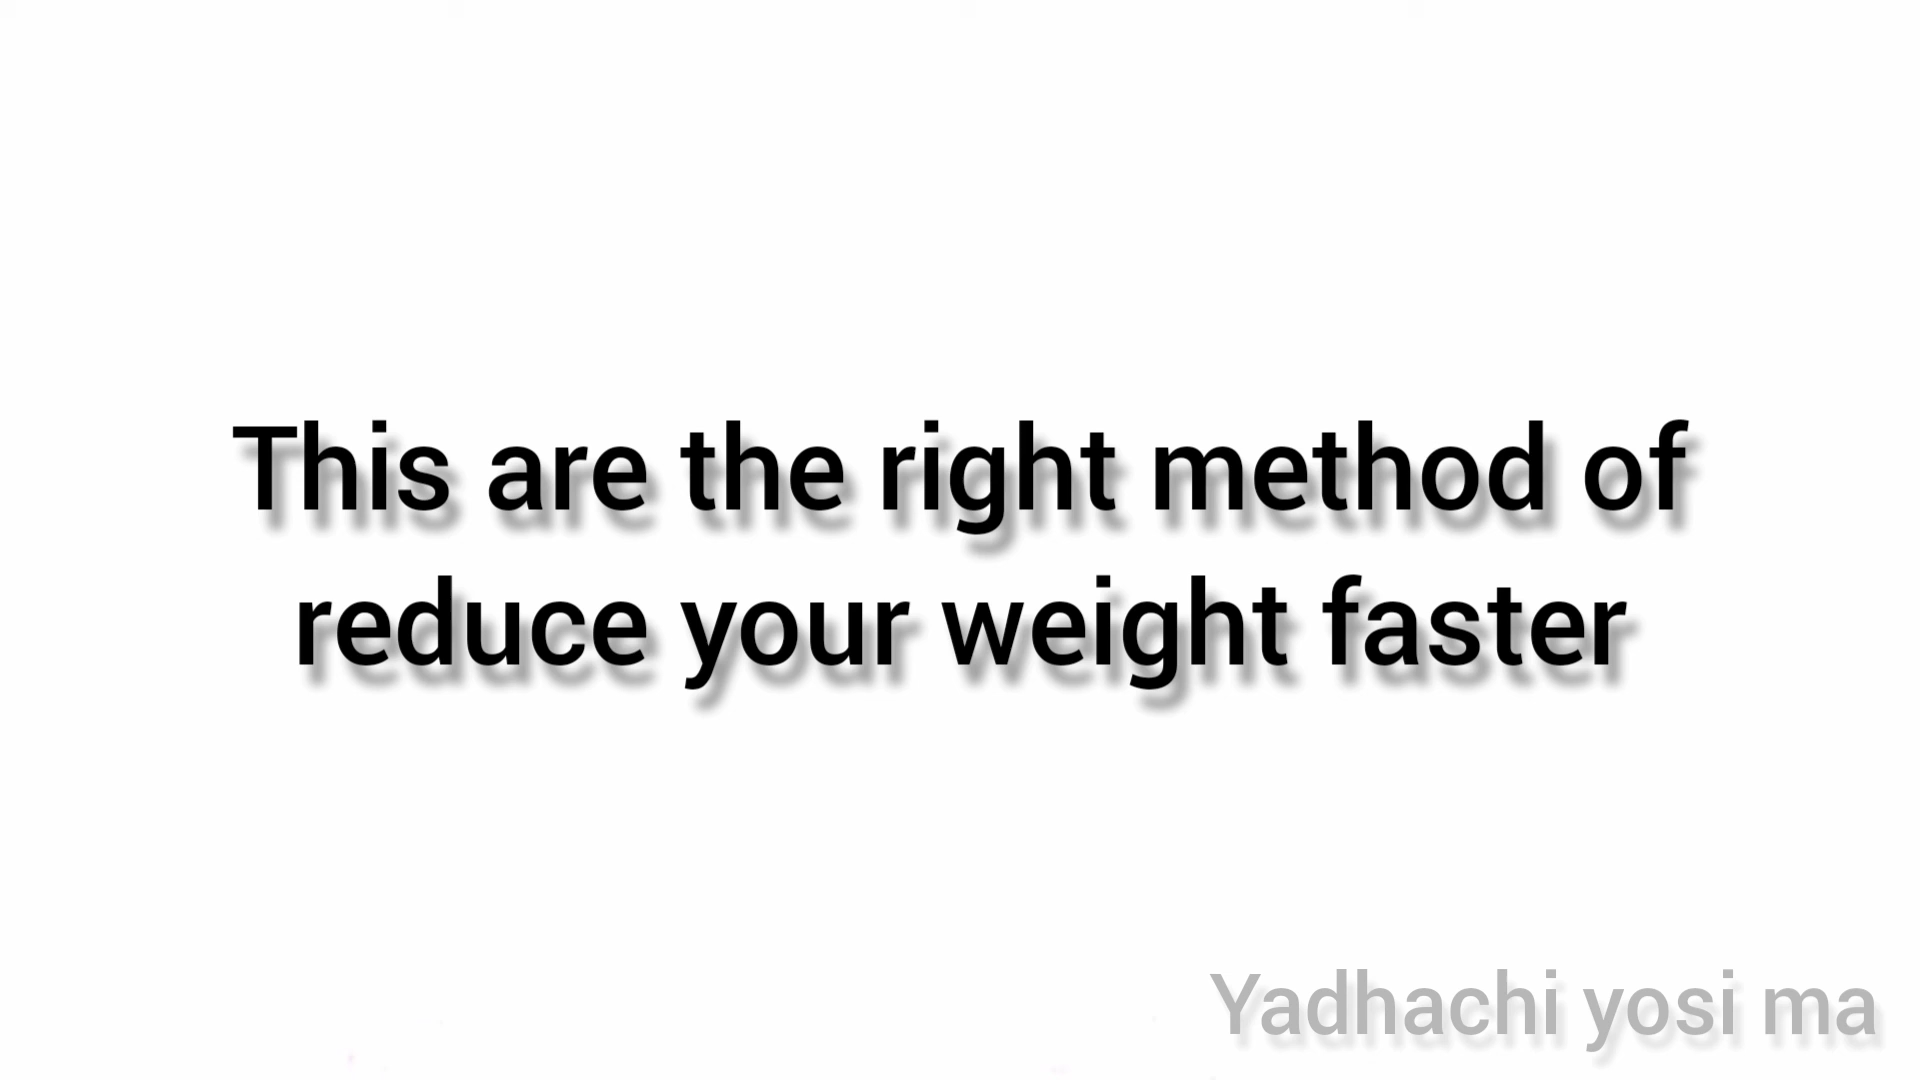 This are the right method of
reduce your weight faster
Yadhachi yosi ma